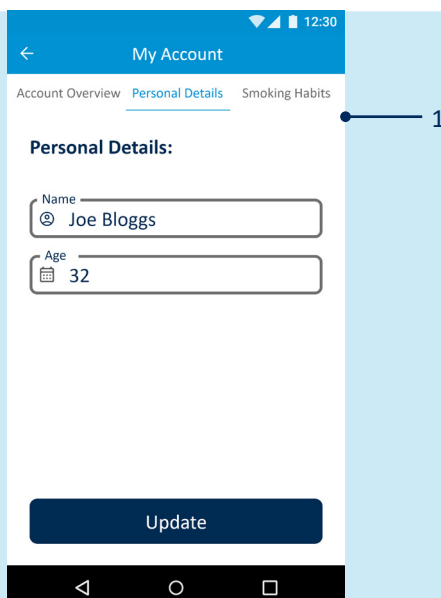 12:30
My Account
Account Overview Personal Details Smoking Habits
1
Personal Details:
Name
Joe Bloggs
Age
32
Update